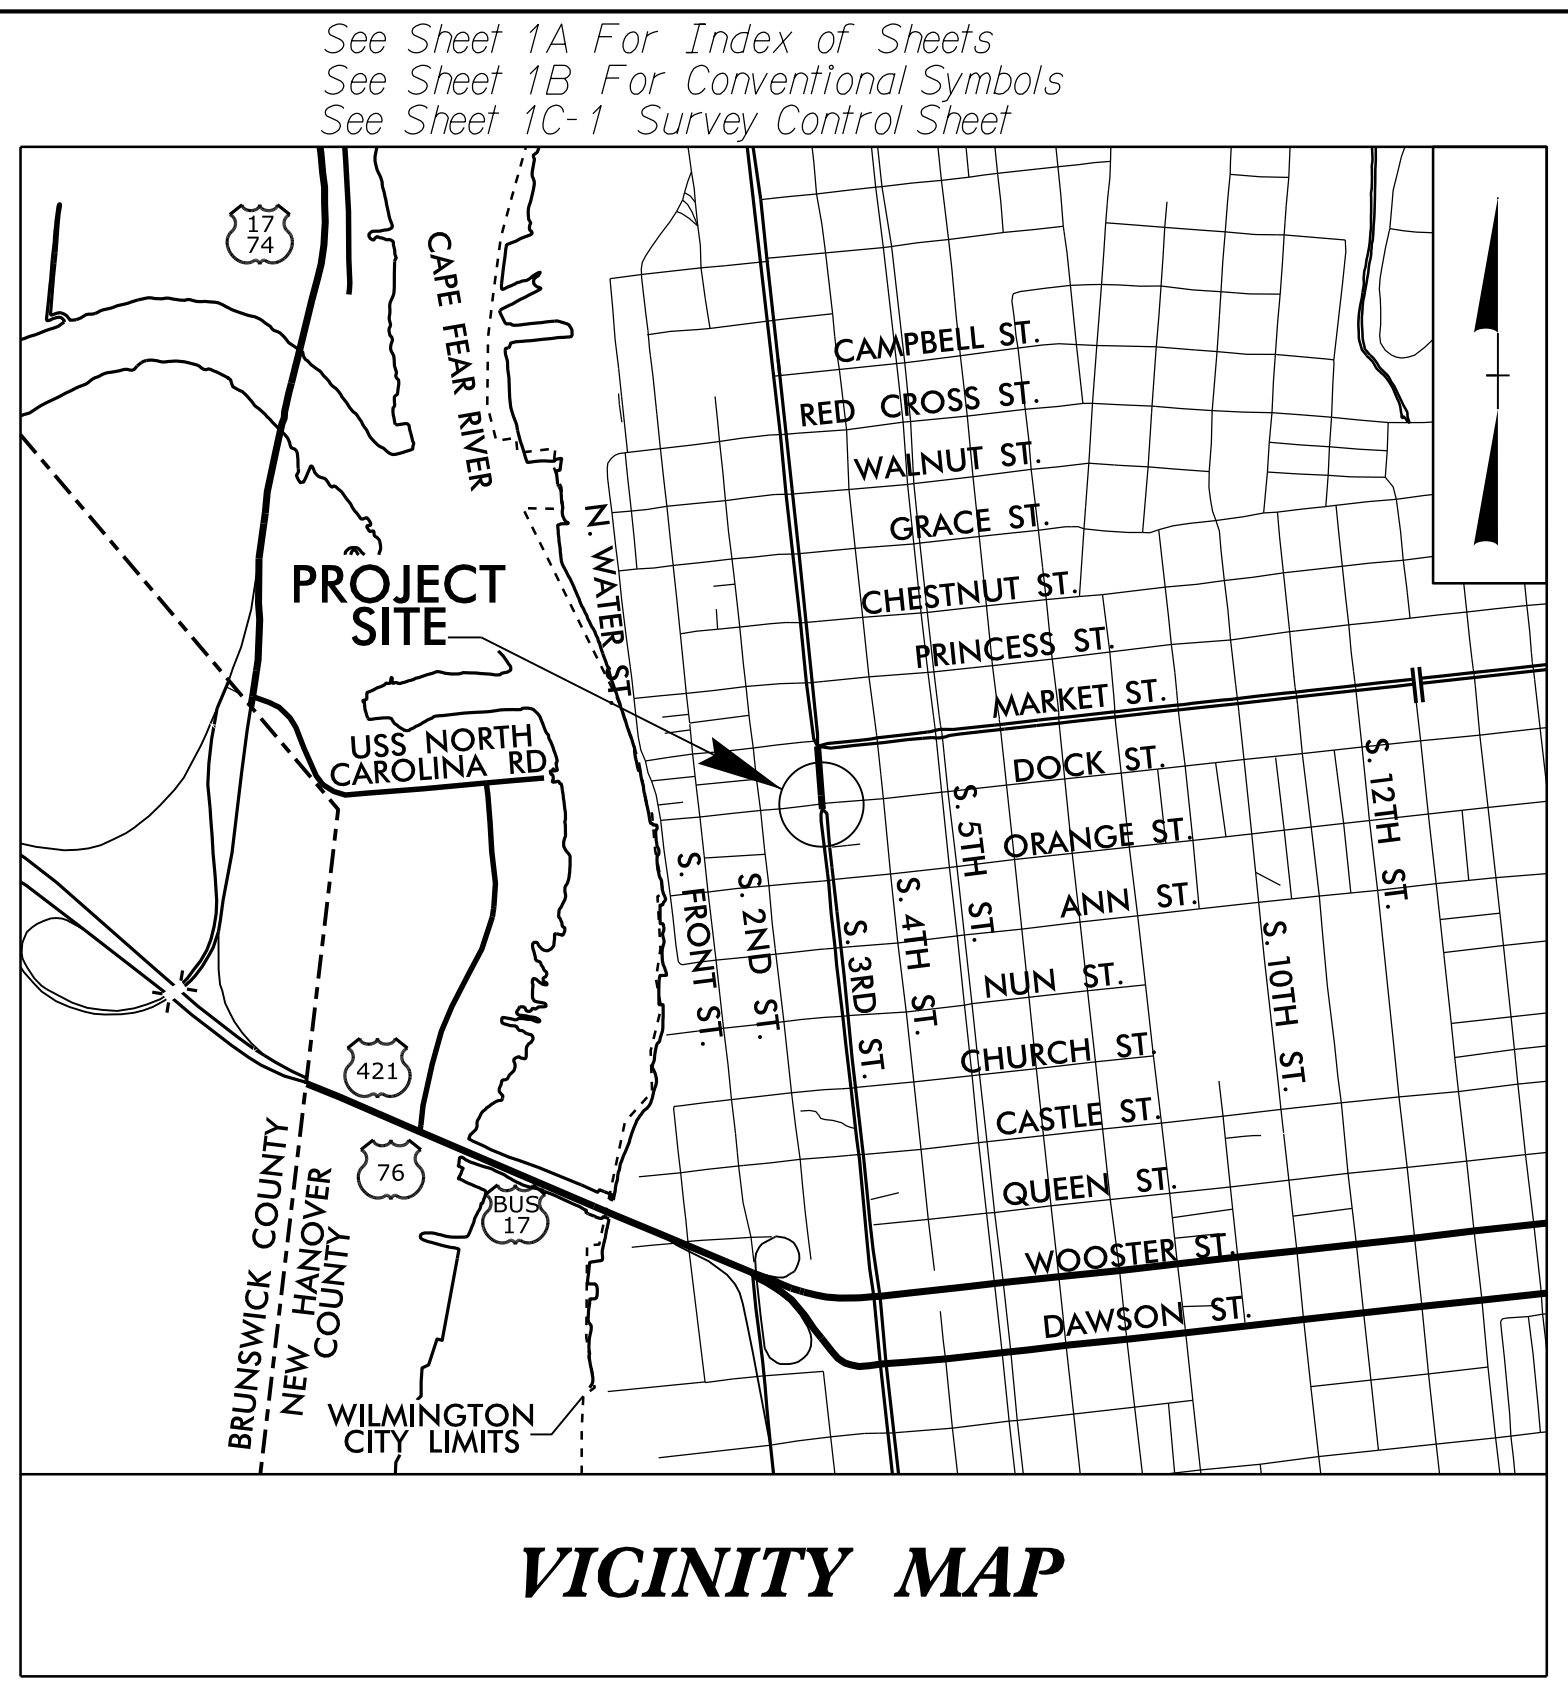 See Sheet 1A For Index of Sheets
See Sheet 1B For Conventional Symbols
See Sheet 1C-1 Survey Control Sheet
17
74
CAPE FEAR RIVER
CAMPBELL ST.
RED CROSS ST.
WALNUT ST.
GRACE ST.
N. WATER ST
PROJECT
SITE
CHESTNUT ST.
PRINCESS ST.
MARKET ST.
USS NORTH
CAROLINA RD
DOCK ST.
S. 12TH ST.
S. 5TH ST.
ORANGE ST.
S. FRONT ST.
S. 2ND ST.
S. 4TH ST.
ANN ST.
S. 3RD ST.
S. 10TH ST.
NUN ST.
421
CHURCH ST.
CASTLE ST.
76
QUEEN ST.
BUS
17
BRUNSWICK COUNTY
NEW HANOVER
COUNTY
WOOSTER ST.
DAWSON ST.
WILMINGTON
CITY LIMITS
VICINITY MAP